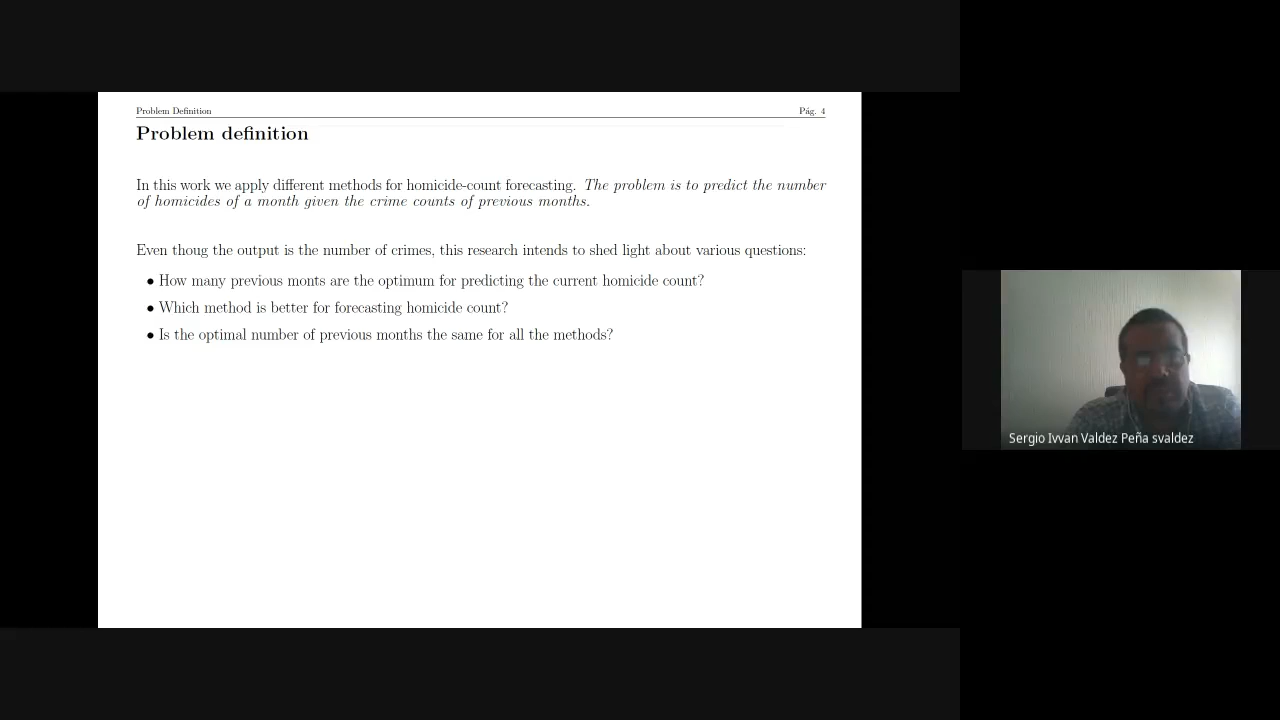 Problem Definition Pág. 4
Problem definition
In this work we apply different methods for homicide-count forecasting. The problem is to predict the number
of homicides of a month given the crime counts of previous months.
Even thoug the output is the number of crimes, this research intends to shed light about various questions:
• How many previous monts are the optimum for predicting the current homicide count?
• Which method is better for forecasting homicide count?
• Is the optimal number of previous months the same for all the methods?
Sergio Ivvan Valdez Peña svaldez